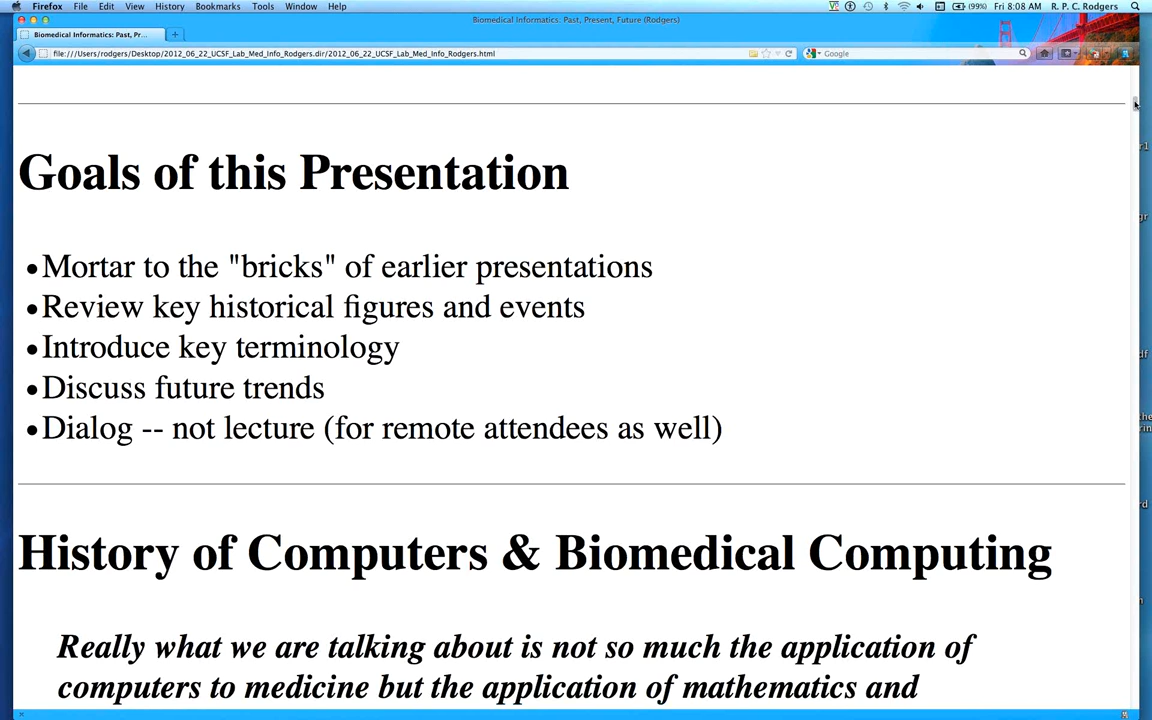 Firefox File Edit View History Bookmarks Tools Window Help (99%) Fri 8:08 AM R. P. C. Rodgers
Biomedical Informatics: Past, Present, Future (Rodgers)
Biomedical Informatics: Past, Pr... +
file:///Users/rodgers/Desktop/2012_06_22_UCSF_Lab_Med_Info_Rodgers.dir/2012_06_22_UCSF_Lab_Med_Info_Rodgers.html Google
Goals of this Presentation
•Mortar to the "bricks" of earlier presentations
•Review key historical figures and events
•Introduce key terminology
•Discuss future trends
•Dialog -- not lecture (for remote attendees as well)
History of Computers & Biomedical Computing
Really what we are talking about is not so much the application of
computers to medicine but the application of mathematics and